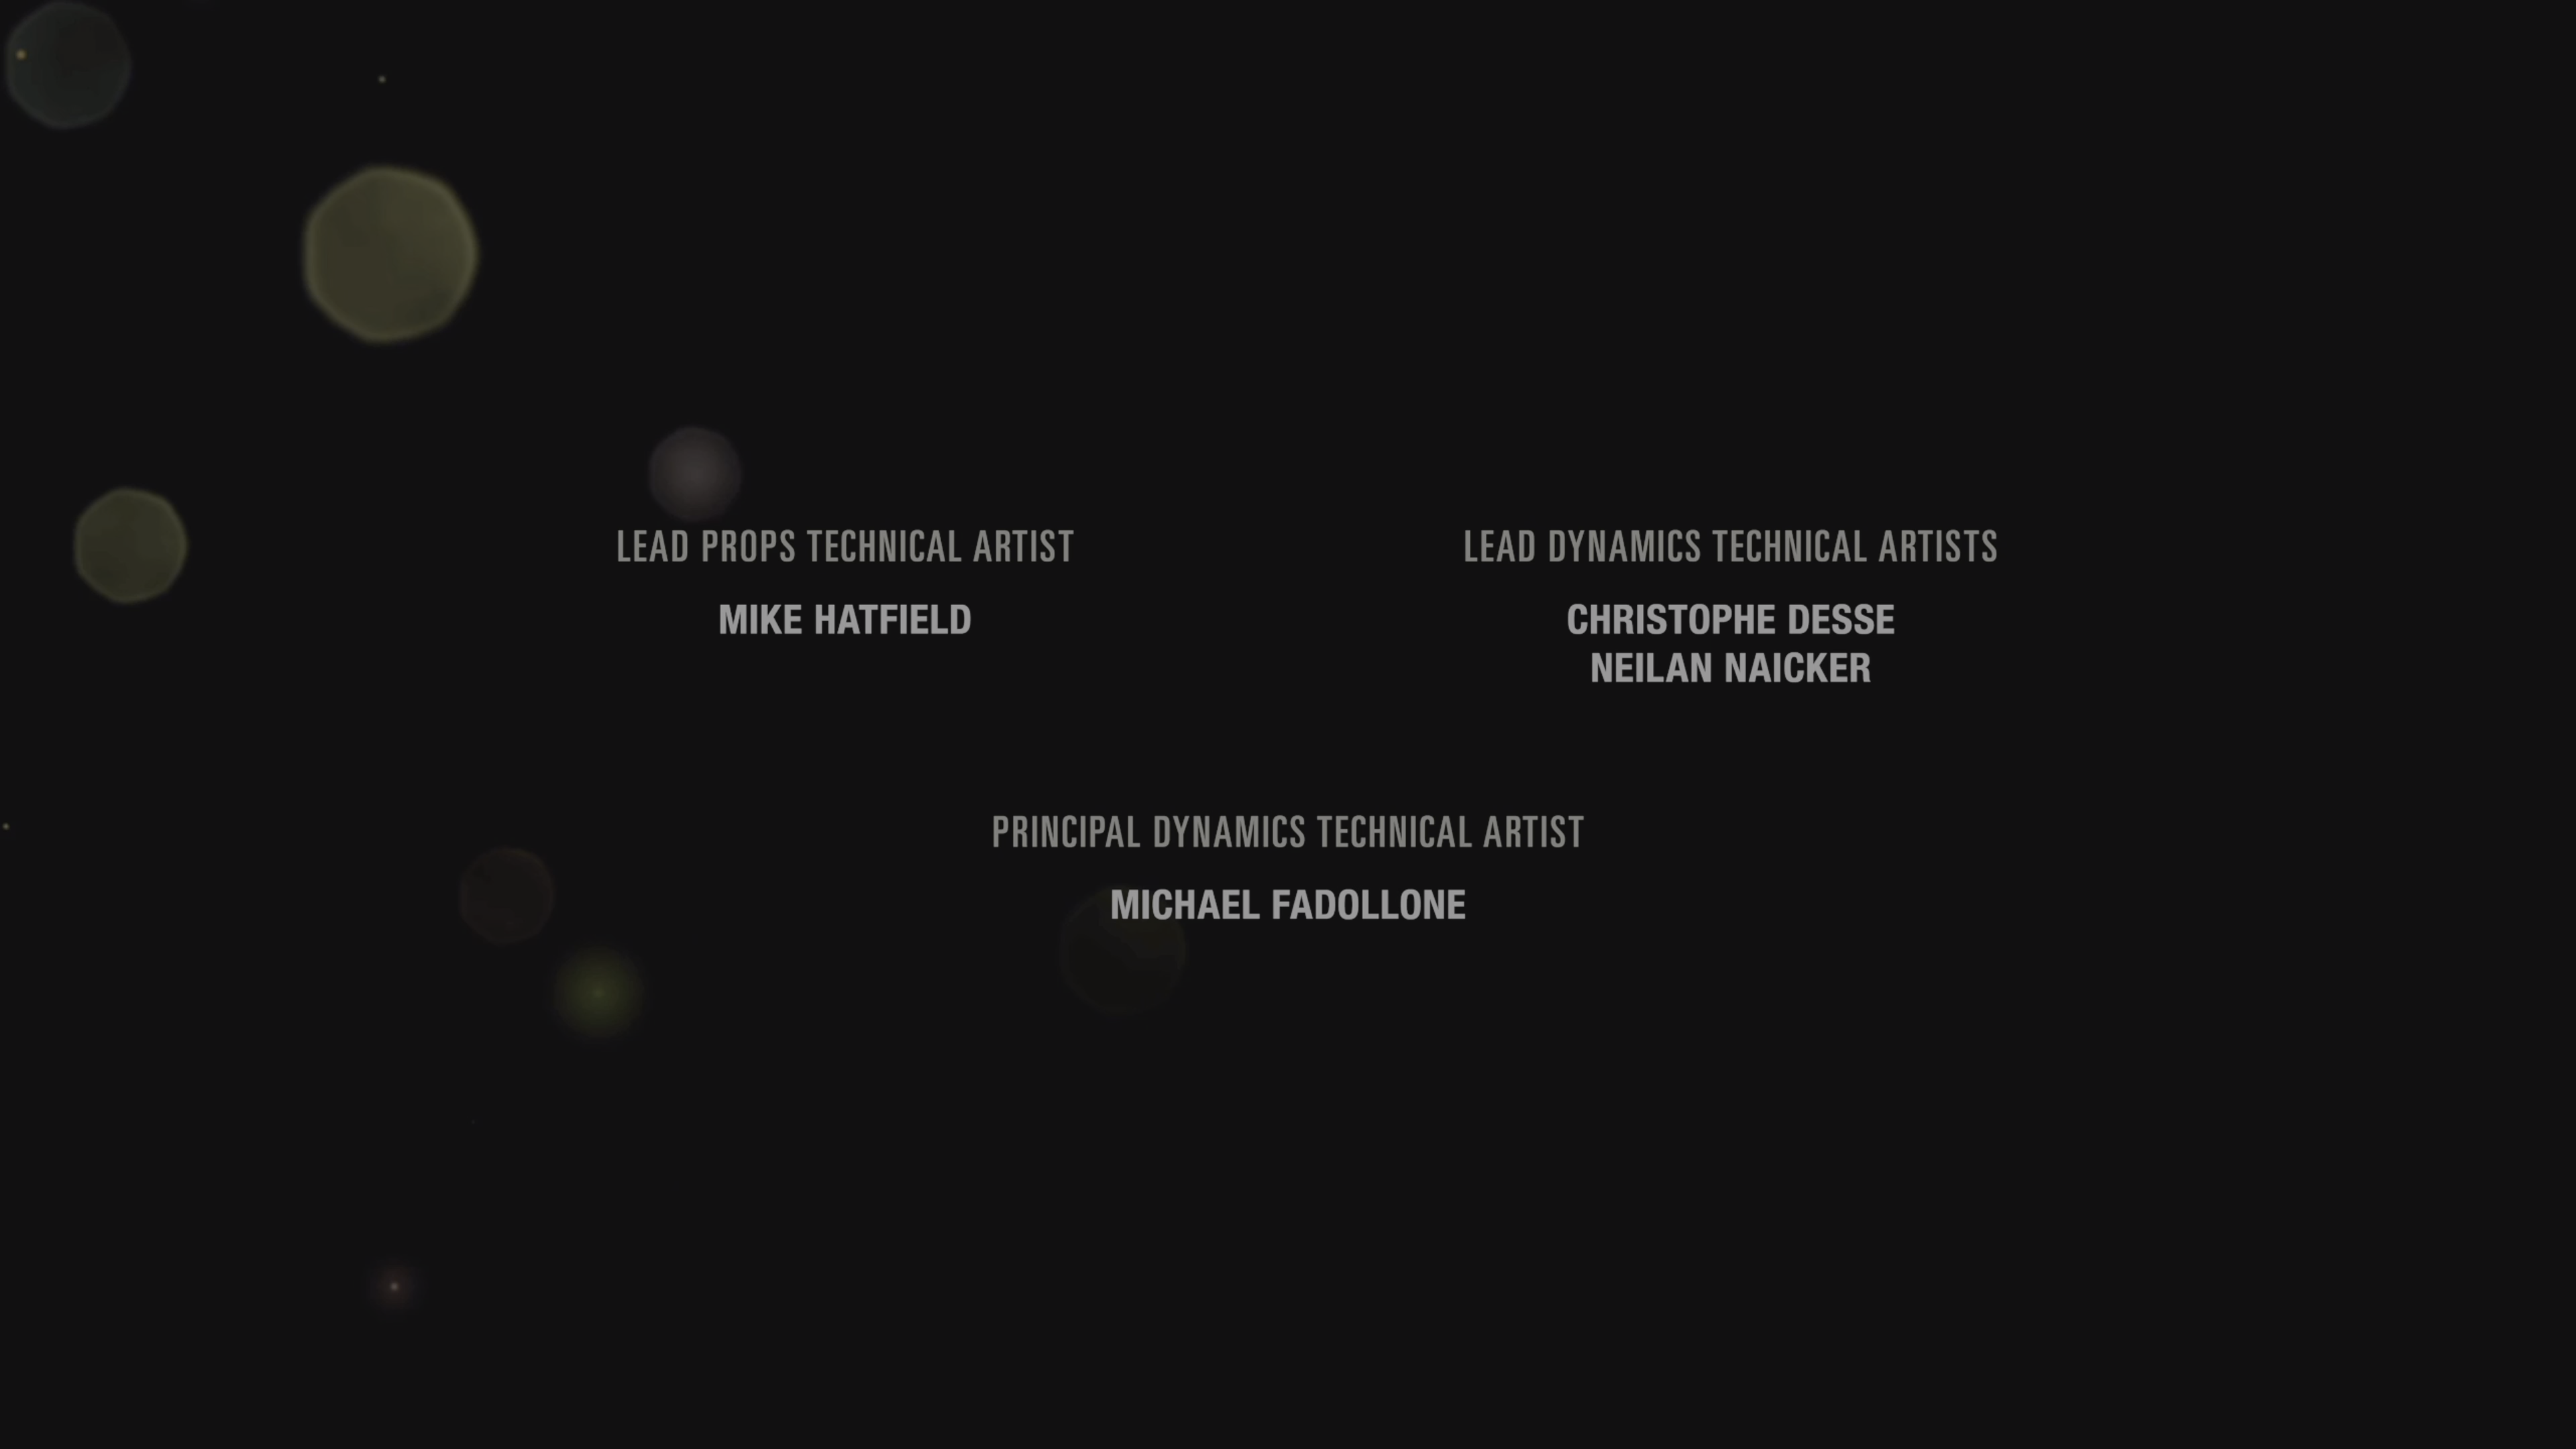 LEAD PROPS TECHNICAL ARTIST
MIKE HATFIELD
LEAD DYNAMICS TECHNICAL ARTISTS
CHRISTOPHE DESSE
NEILAN NAICKER
PRINCIPAL DYNAMICS TECHNICAL ARTIST
MICHAEL FADOLLONE